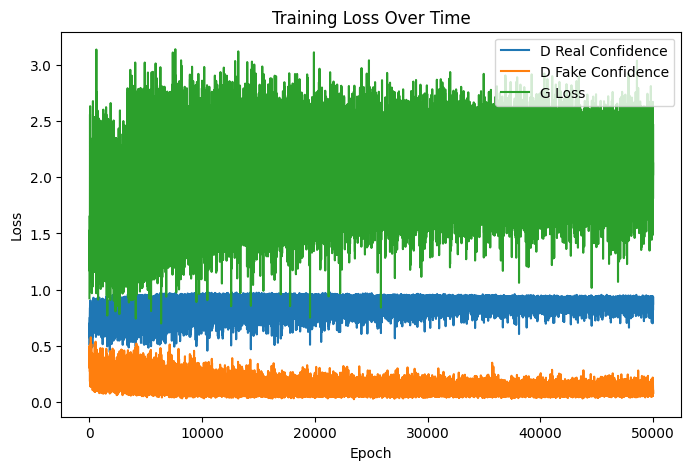 Training Loss Over Time
D Real Confidence
D Fake Confidence
G Loss
Loss
3.0
2.5
2.0
1.5
1.0
0.5
0.0
0 10000 20000 30000 40000 50000
Epoch